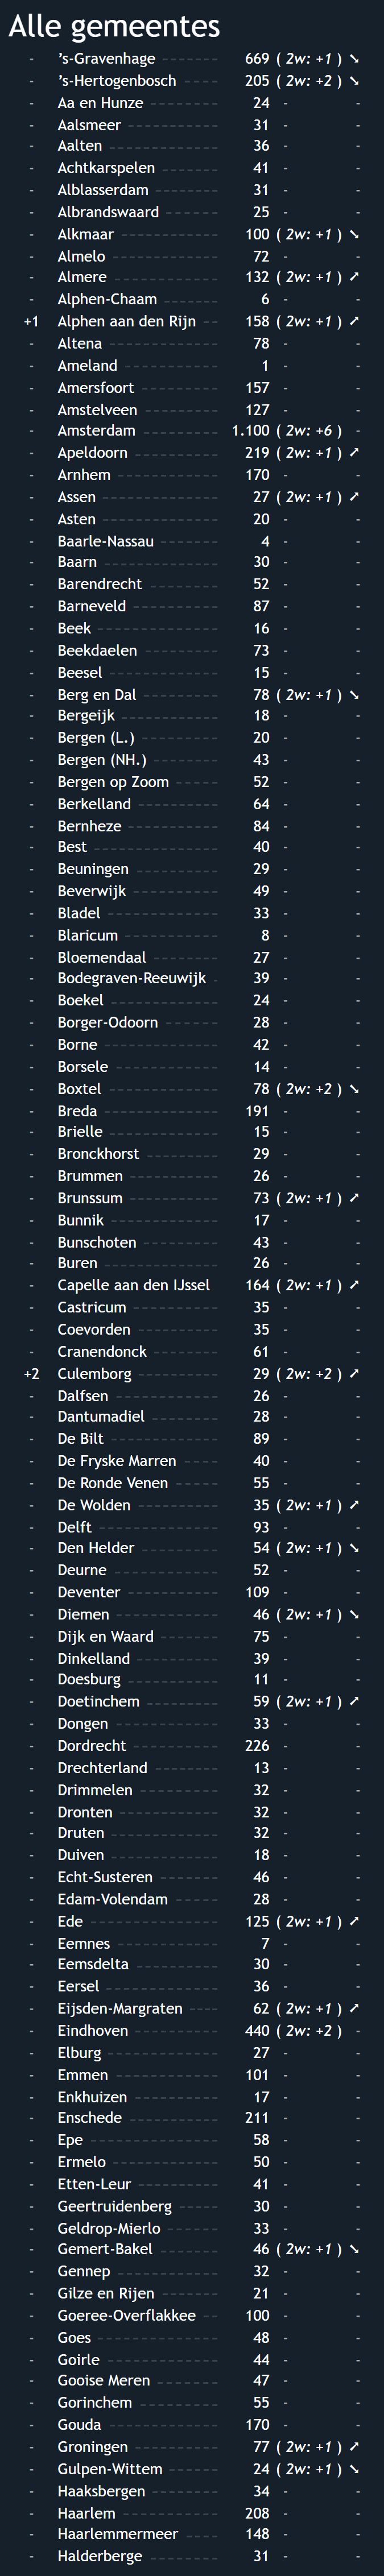 Alle gemeentes
- 's-Gravenhage 669 ( 2w: +1 ) ➘
- 's-Hertogenbosch 205 ( 2w: +2 ) ➘
- Aa en Hunze 24 - -
- Aalsmeer 31 - -
- Aalten 36 - -
- Achtkarspelen 41 - -
- Alblasserdam 31 - -
- Albrandswaard 25 - -
- Alkmaar 100 ( 2w: +1 ) ➘
- Almelo 72 - -
- Almere 132 ( 2w: +1 ) ➚
- Alphen-Chaam 6 - -
+1 Alphen aan den Rijn 158 ( 2w: +1 ) ➚
- Altena 78 - -
- Ameland 1 - -
- Amersfoort 157 - -
- Amstelveen 127 - -
- Amsterdam 1.100 ( 2w: +6 ) -
- Apeldoorn 219 ( 2w: +1 ) ➚
- Arnhem 170 - -
- Assen 27 ( 2w: +1 ) ➚
- Asten 20 - -
- Baarle-Nassau 4 - -
- Baarn 30 - -
- Barendrecht 52 - -
- Barneveld 87 - -
- Beek 16 - -
- Beekdaelen 73 - -
- Beesel 15 - -
- Berg en Dal 78 ( 2w: +1 ) ➘
- Bergeijk 18 - -
- Bergen (L.) 20 - -
- Bergen (NH.) 43 - -
- Bergen op Zoom 52 - -
- Berkelland 64 - -
- Bernheze 84 - -
- Best 40 - -
- Beuningen 29 - -
- Beverwijk 49 - -
- Bladel 33 - -
- Blaricum 8 - -
- Bloemendaal 27 - -
- Bodegraven-Reeuwijk 39 - -
- Boekel 24 - -
- Borger-Odoorn 28 - -
- Borne 42 - -
- Borsele 14 - -
- Boxtel 78 ( 2w: +2 ) ➘
- Breda 191 - -
- Brielle 15 - -
- Bronckhorst 29 - -
- Brummen 26 - -
- Brunssum 73 ( 2w: +1 ) ➚
- Bunnik 17 - -
- Bunschoten 43 - -
- Buren 26 - -
- Capelle aan den IJssel 164 ( 2w: +1 ) ➚
- Castricum 35 - -
- Coevorden 35 - -
- Cranendonck 61 - -
+2 Culemborg 29 ( 2w: +2 ) ➚
- Dalfsen 26 - -
- Dantumadiel 28 - -
- De Bilt 89 - -
- De Fryske Marren 40 - -
- De Ronde Venen 55 - -
- De Wolden 35 ( 2w: +1 ) ➚
- Delft 93 - -
- Den Helder 54 ( 2w: +1 ) ➘
- Deurne 52 - -
- Deventer 109 - -
- Diemen 46 ( 2w: +1 ) ➘
- Dijk en Waard 75 - -
- Dinkelland 39 - -
- Doesburg 11 - -
- Doetinchem 59 ( 2w: +1 ) ➚
- Dongen 33 - -
- Dordrecht 226 - -
- Drechterland 13 - -
- Drimmelen 32 - -
- Dronten 32 - -
- Druten 32 - -
- Duiven 18 - -
- Echt-Susteren 46 - -
- Edam-Volendam 28 - -
- Ede 125 ( 2w: +1 ) ➚
- Eemnes 7 - -
- Eemsdelta 30 - -
- Eersel 36 - -
- Eijsden-Margraten 62 ( 2w: +1 ) ➚
- Eindhoven 440 ( 2w: +2 ) -
- Elburg 27 - -
- Emmen 101 - -
- Enkhuizen 17 - -
- Enschede 211 - -
- Epe 58 - -
- Ermelo 50 - -
- Etten-Leur 41 - -
- Geertruidenberg 30 - -
- Geldrop-Mierlo 33 - -
- Gemert-Bakel 46 ( 2w: +1 ) ➘
- Gennep 32 - -
- Gilze en Rijen 21 - -
- Goeree-Overflakkee 100 - -
- Goes 48 - -
- Goirle 44 - -
- Gooise Meren 47 - -
- Gorinchem 55 - -
- Gouda 170 - -
- Groningen 77 ( 2w: +1 ) ➚
- Gulpen-Wittem 24 ( 2w: +1 ) ➘
- Haaksbergen 34 - -
- Haarlem 208 - -
- Haarlemmermeer 148 - -
- Halderberge 31 - -